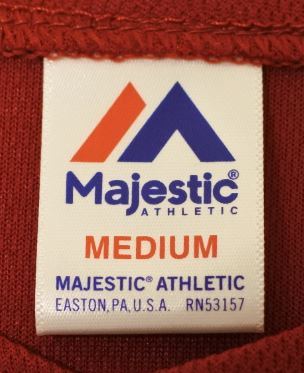 Majestic®
ATHLETIC
MEDIUM
MAJESTIC® ATHLETIC
EASTON,PA,U.S.A. RN53157